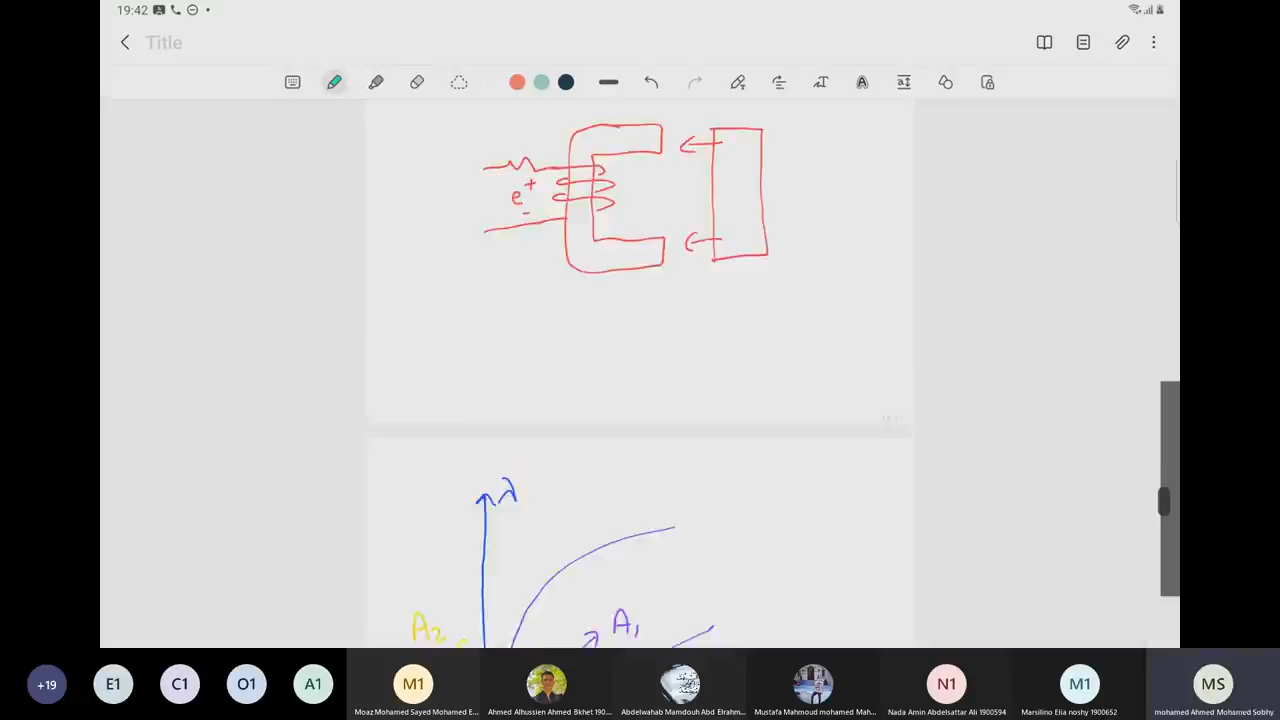 19:42
Title
e +
-
λ
A2
A1
+19
E1
C1
O1
A1
M1
N1
M1
MS
Moaz Mohamed Sayed Mohamed E...
Ahmed Alhussien Ahmed Bkhet 190...
Abdelwahab Mamdouh Abd Elrahm...
Mustafa Mahmoud mohamed Mah...
Nada Amin Abdelsattar Ali 1900594
Marsilino Elia noshy 1900652
mohamed Ahmed Mohamed Sobhy